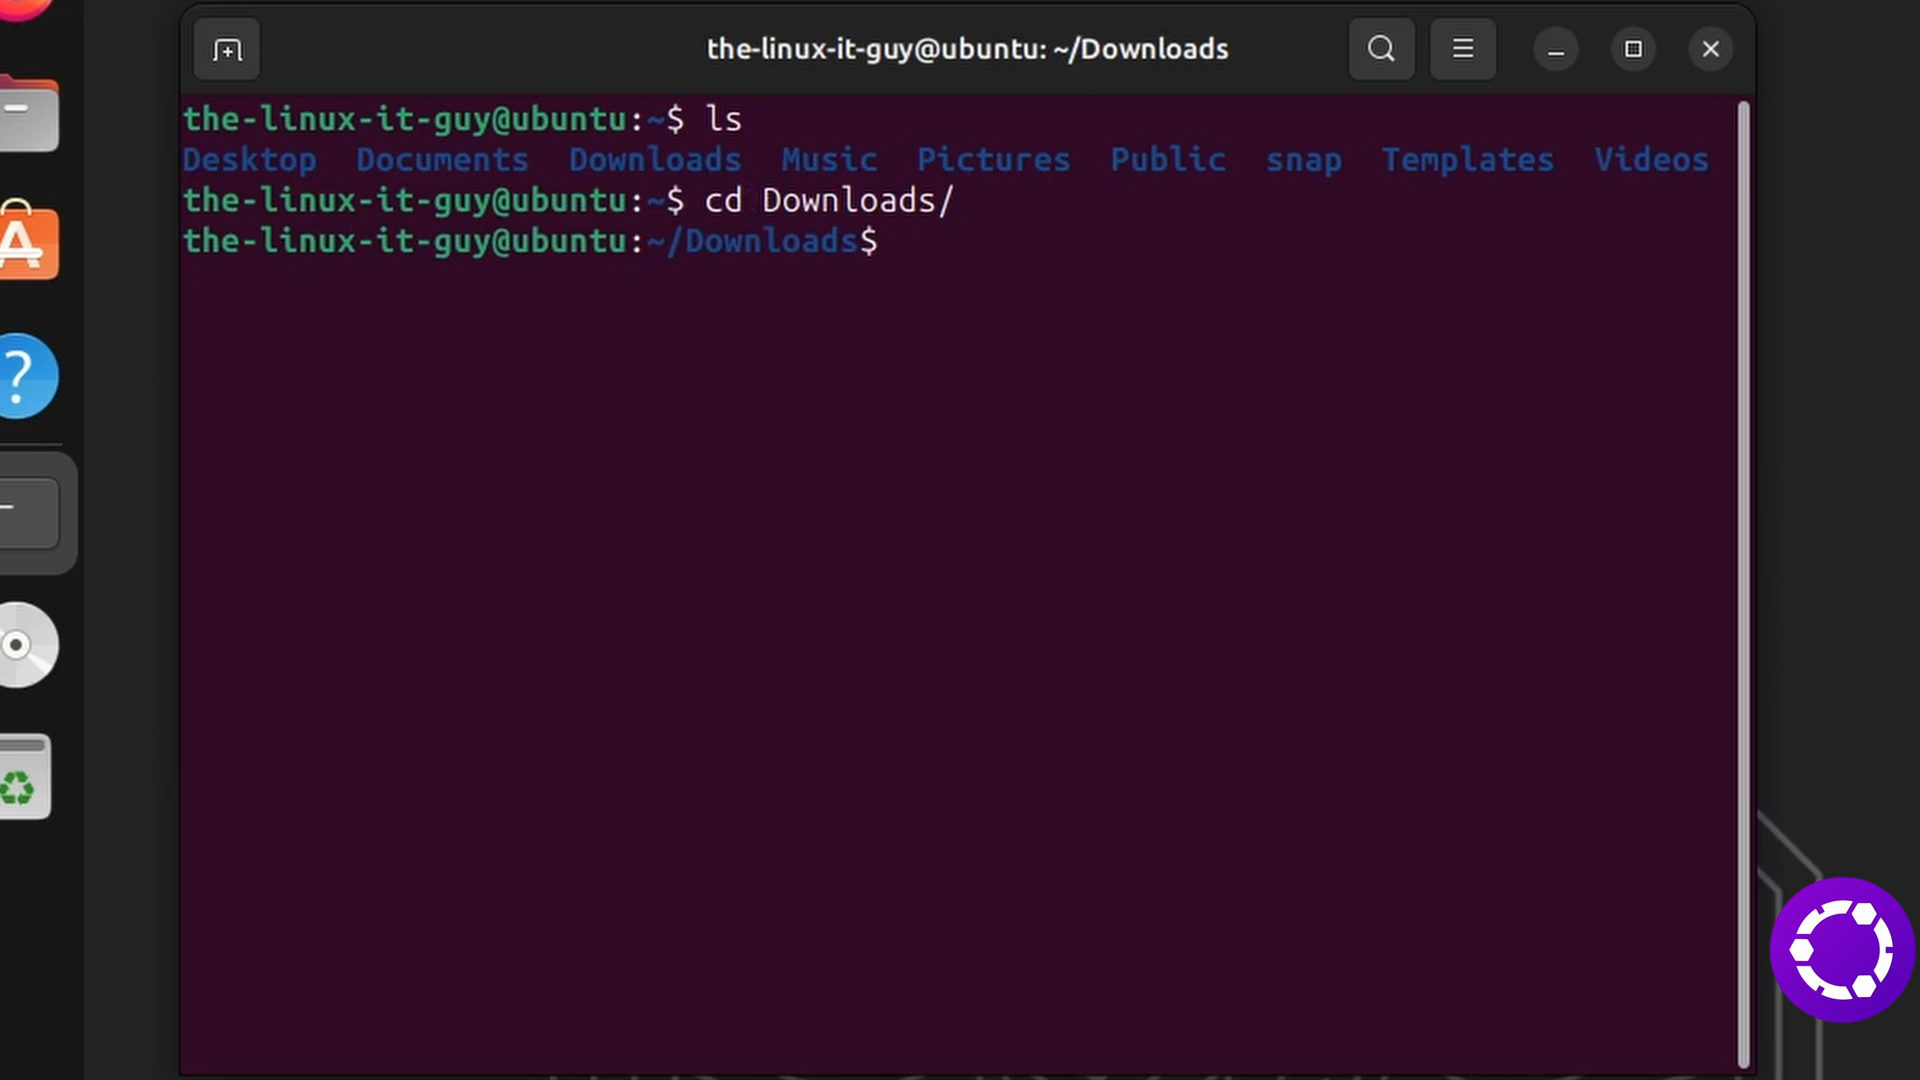 the-linux-it-guy@ubuntu: ~/Downloads
the-linux-it-guy@ubuntu:~$ ls
Desktop  Documents  Downloads  Music  Pictures  Public  snap  Templates  Videos
the-linux-it-guy@ubuntu:~$ cd Downloads/
the-linux-it-guy@ubuntu:~/Downloads$